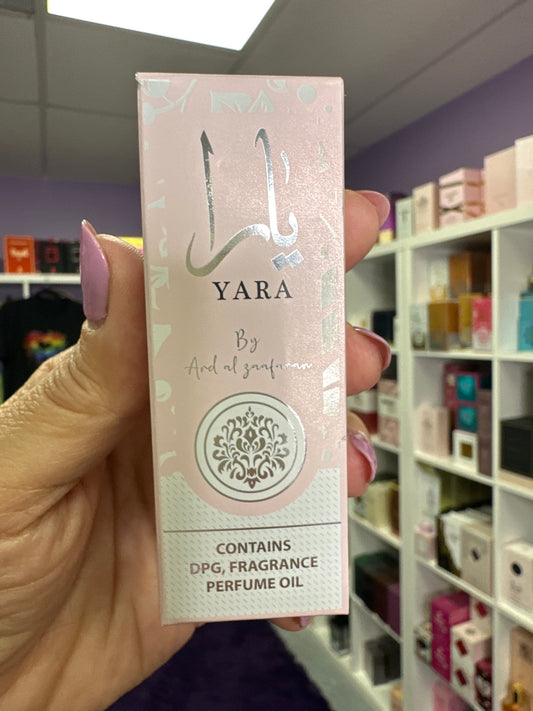 يارا
YARA
By
Ard al zaafaran
CONTAINS
DPG, FRAGRANCE
PERFUME OIL